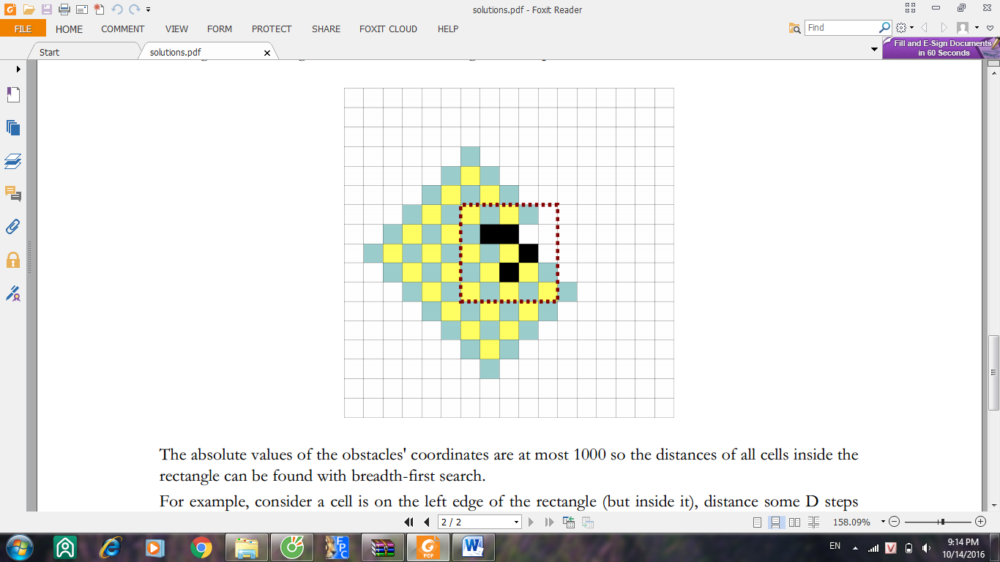 solutions.pdf - Foxit Reader
FILE HOME COMMENT VIEW FORM PROTECT SHARE FOXIT CLOUD HELP
Find
Start
solutions.pdf
Fill and E-Sign Documents
in 60 Seconds
The absolute values of the obstacles' coordinates are at most 1000 so the distances of all cells inside the
rectangle can be found with breadth-first search.
For example, consider a cell is on the left edge of the rectangle (but inside it), distance some D steps
2 / 2
158.09%
FPC
PDF
W
EN
V
9:14 PM
10/14/2016